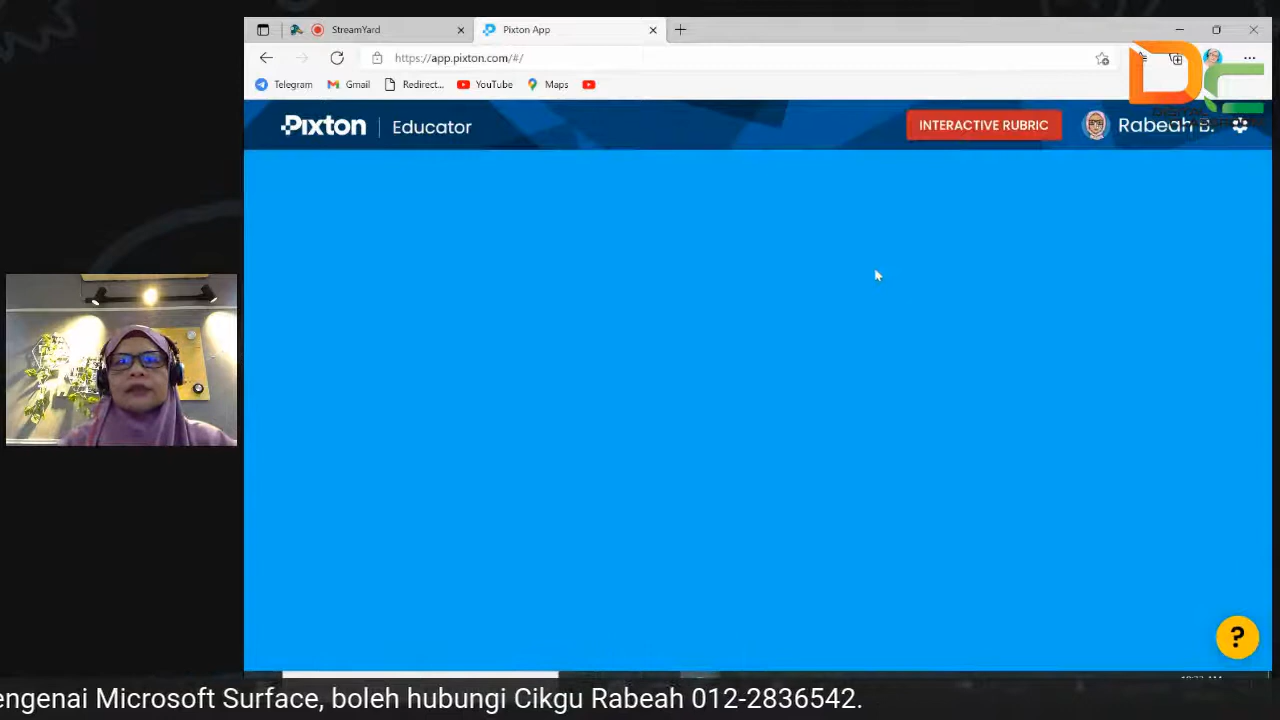 StreamYard
Pixton App
https://app.pixton.com/#/
Telegram
Gmail
Redirect...
YouTube
Maps
Pixton
Educator
INTERACTIVE RUBRIC
Rabeah B.
?
engenai Microsoft Surface, boleh hubungi Cikgu Rabeah 012-2836542.